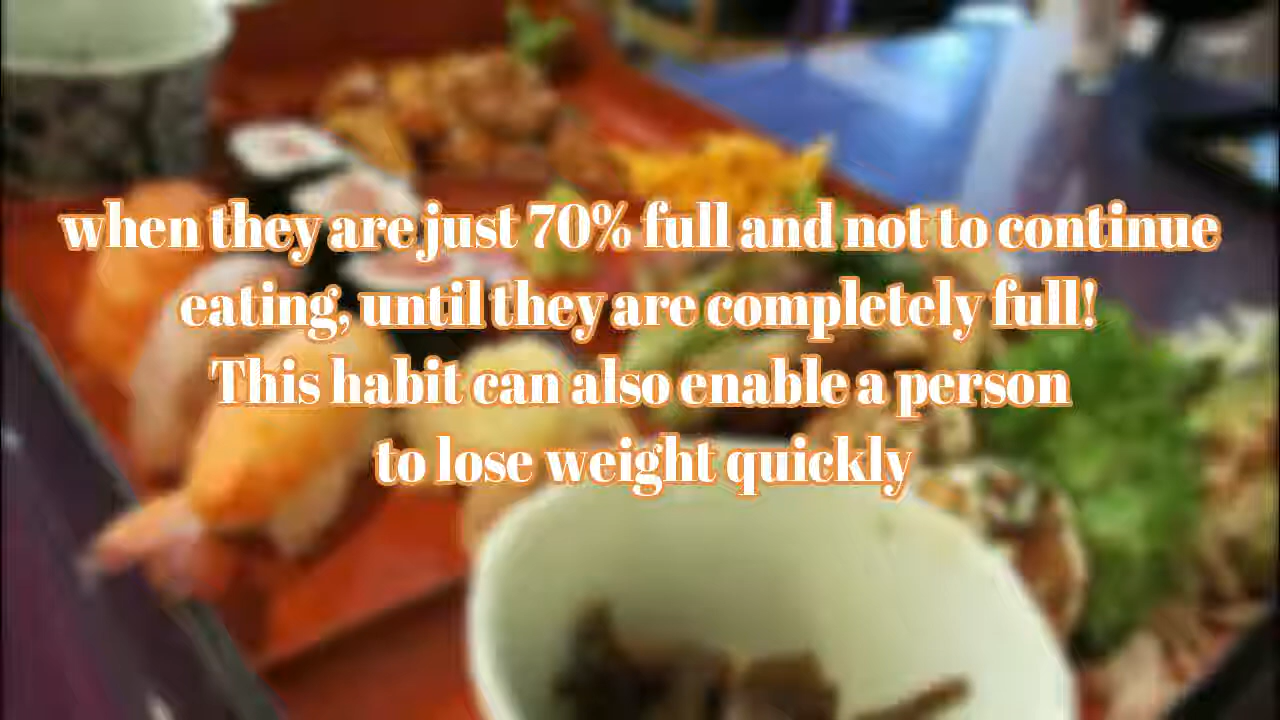 when they are just 70% full and not to continue
eating, until they are completely full!
This habit can also enable a person
to lose weight quickly